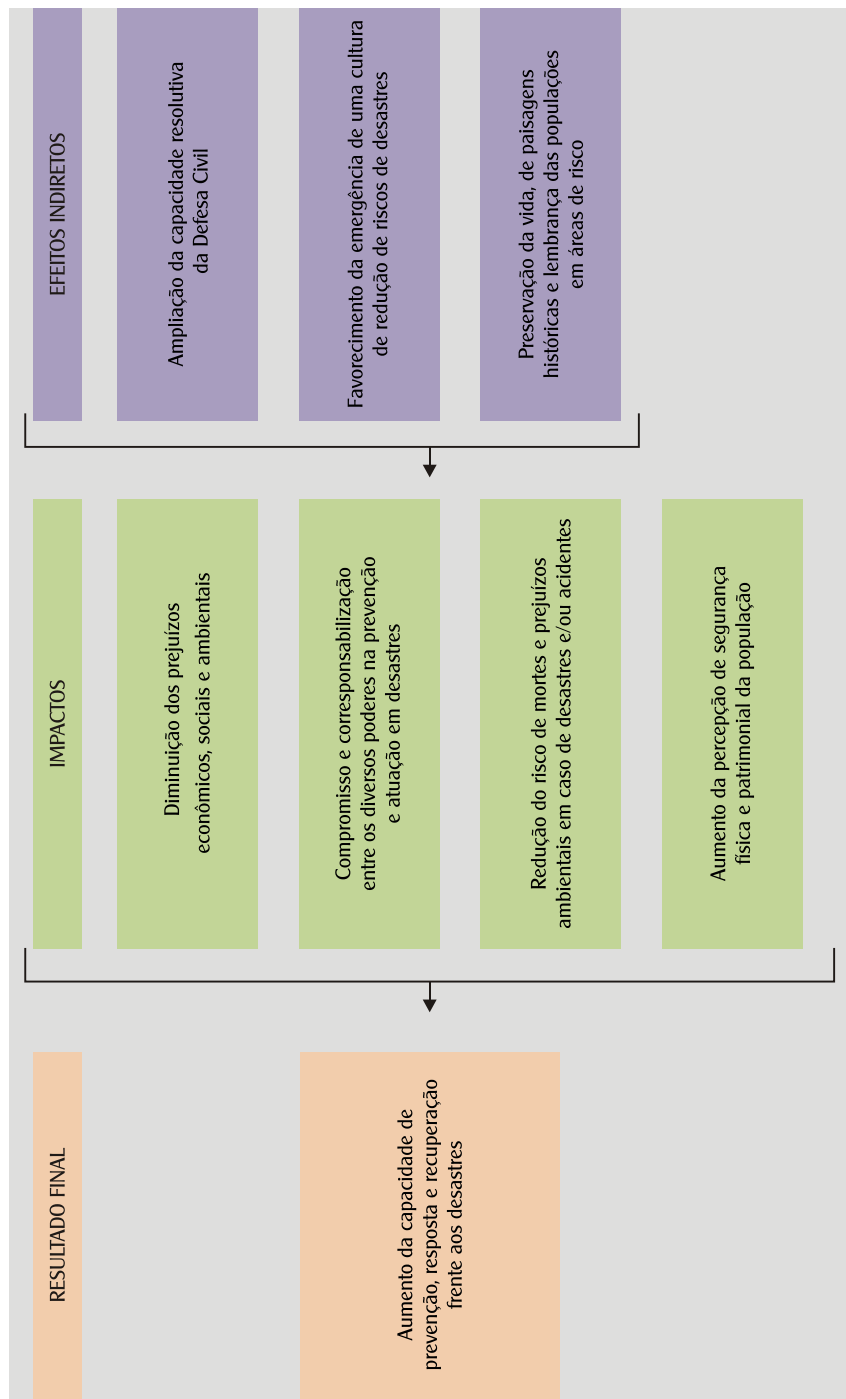 RESULTADO FINAL
Aumento da capacidade de
prevenção, resposta e recuperação
frente aos desastres
IMPACTOS
Diminuição dos prejuízos
econômicos, sociais e ambientais
Compromisso e corresponsabilização
entre os diversos poderes na prevenção
e atuação em desastres
Redução do risco de mortes e prejuízos
ambientais em caso de desastres e/ou acidentes
Aumento da percepção de segurança
física e patrimonial da população
EFEITOS INDIRETOS
Ampliação da capacidade resolutiva
da Defesa Civil
Favorecimento da emergência de uma cultura
de redução de riscos de desastres
Preservação da vida, de paisagens
históricas e lembrança das populações
em áreas de risco